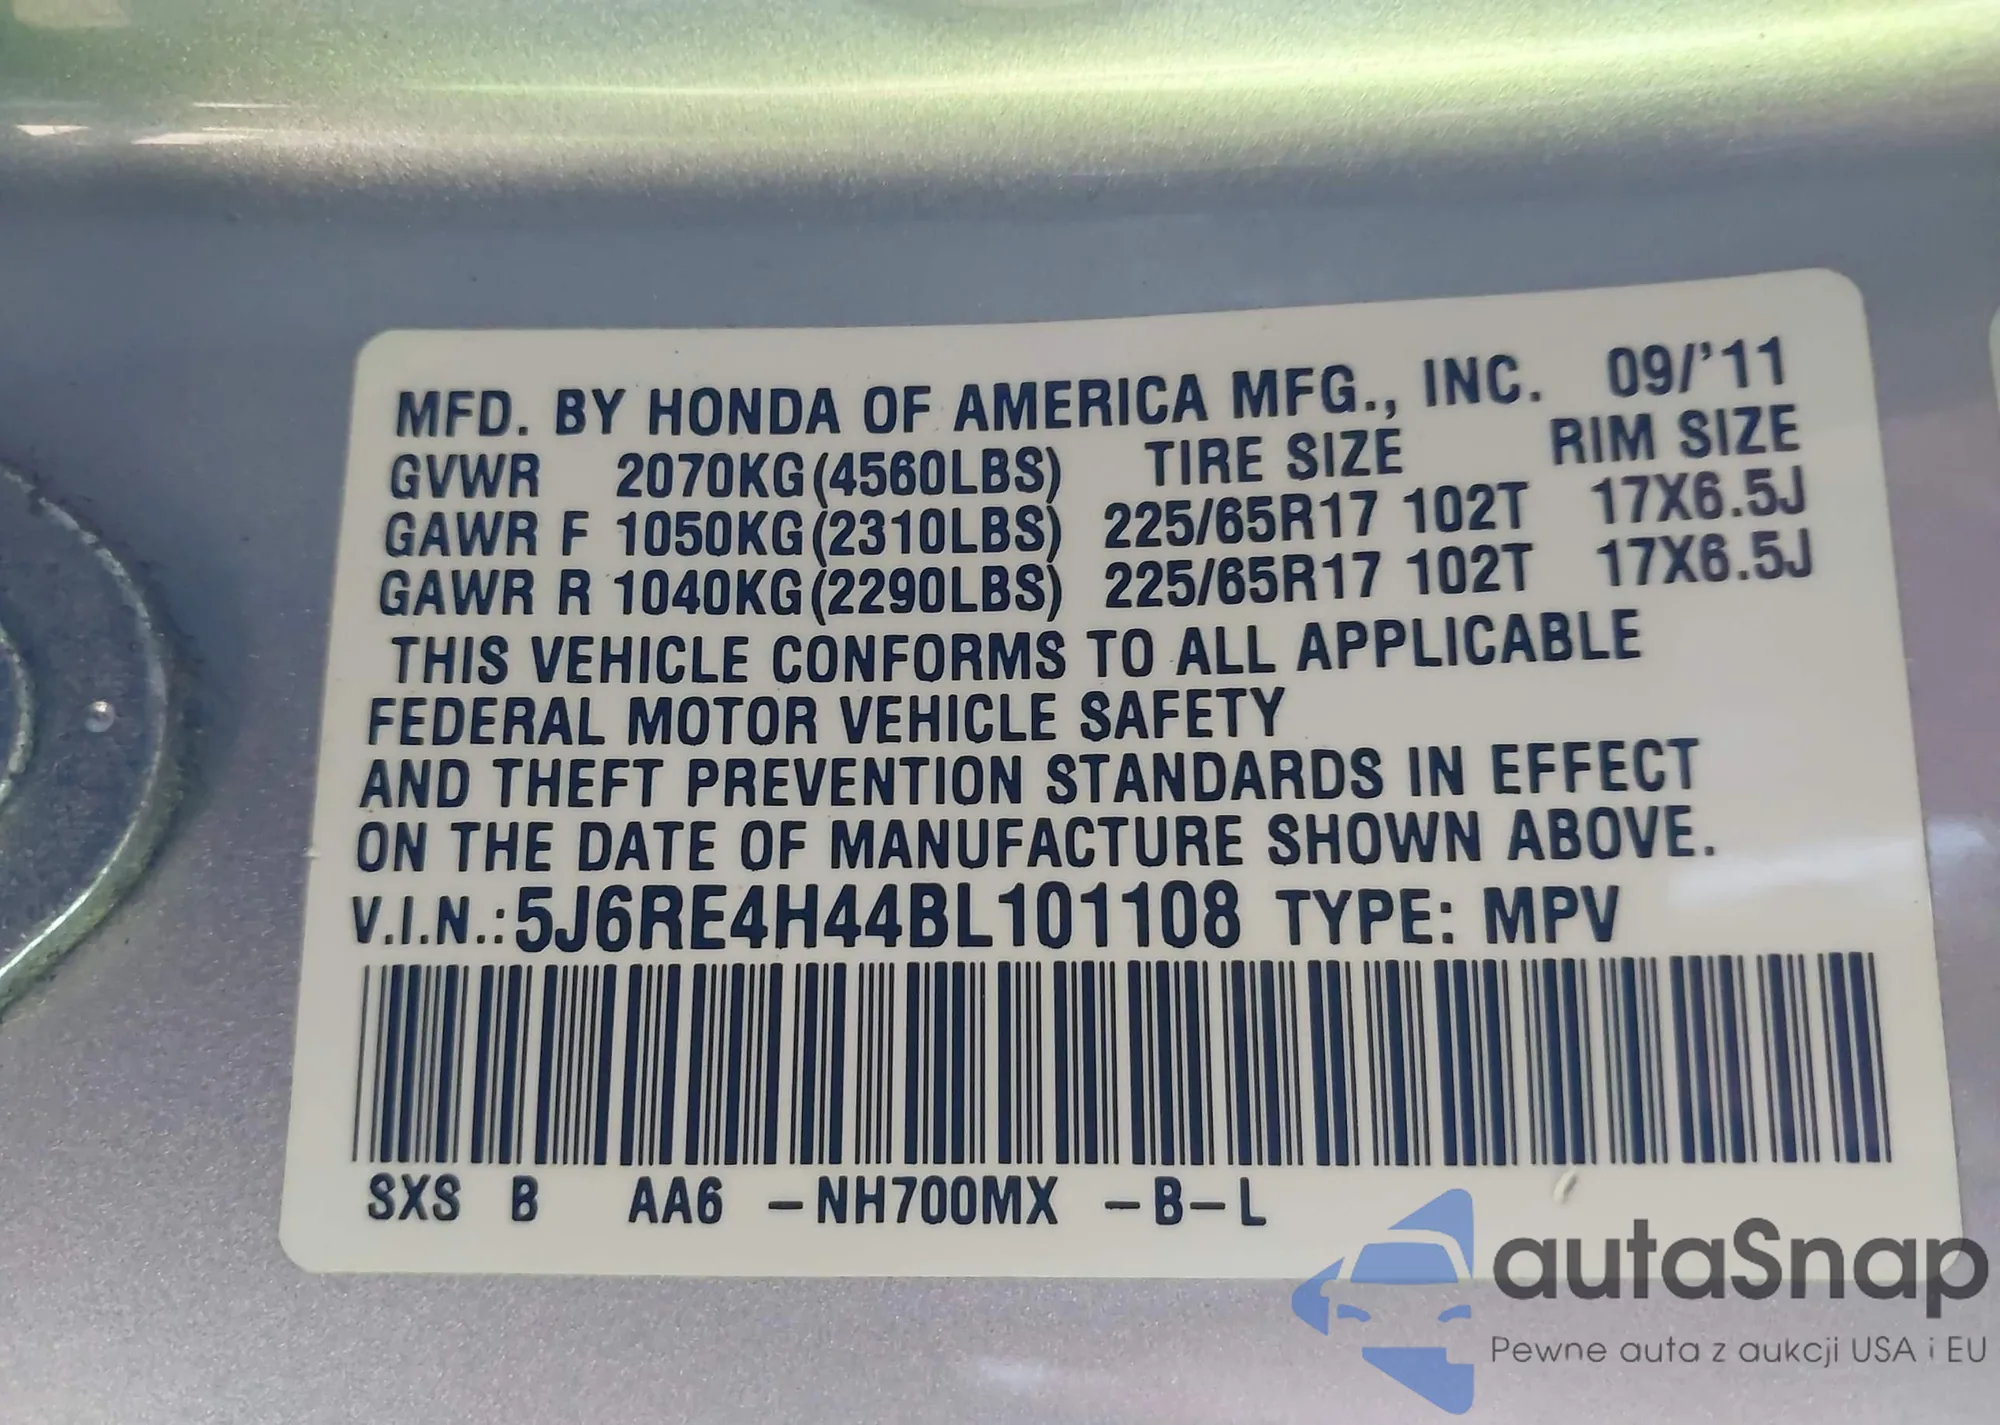 MFD. BY HONDA OF AMERICA MFG., INC. 09/'11
GVWR 2070KG(4560LBS) TIRE SIZE RIM SIZE
GAWR F 1050KG(2310LBS) 225/65R17 102T 17X6.5J
GAWR R 1040KG(2290LBS) 225/65R17 102T 17X6.5J
THIS VEHICLE CONFORMS TO ALL APPLICABLE
FEDERAL MOTOR VEHICLE SAFETY
AND THEFT PREVENTION STANDARDS IN EFFECT
ON THE DATE OF MANUFACTURE SHOWN ABOVE.
V.I.N.:5J6RE4H44BL101108 TYPE: MPV
SXS B AA6 -NH700MX -B-L
autaSnap
Pewne auta z aukcji USA i EU